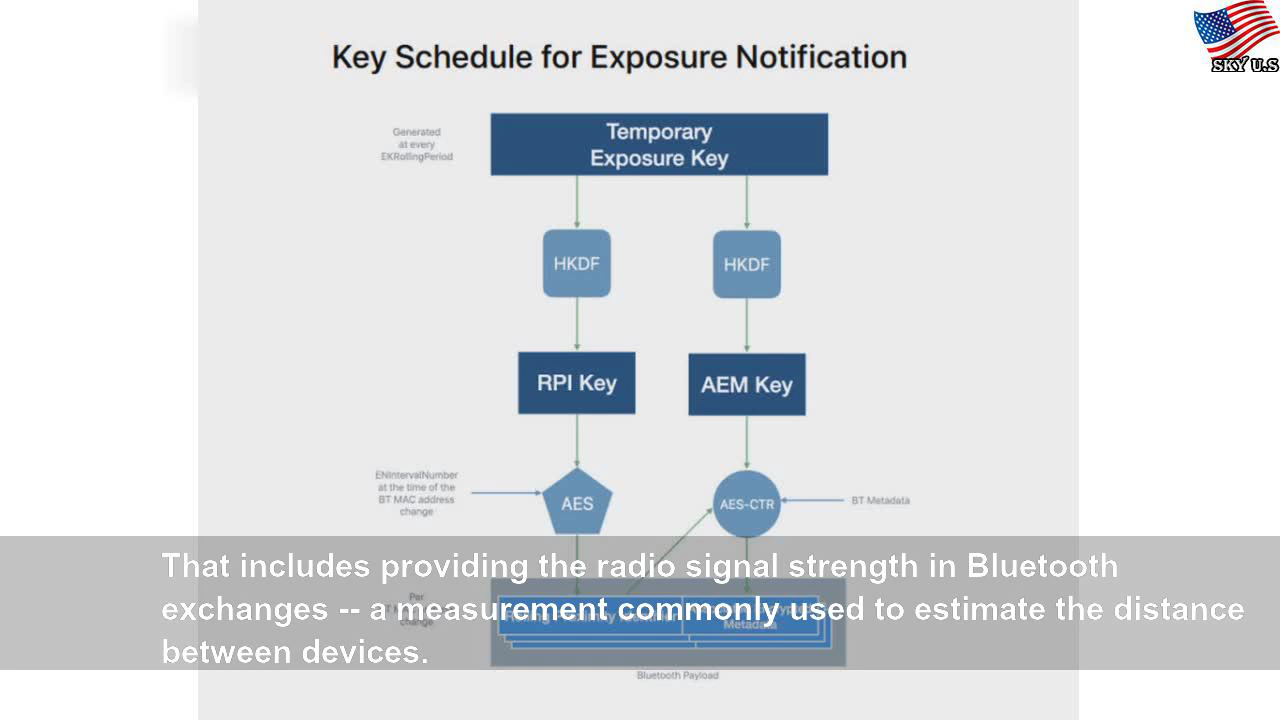 SKY U.S
Key Schedule for Exposure Notification
Generated
at every
EKRollingPeriod
Temporary
Exposure Key
HKDF
HKDF
RPI Key
AEM Key
ENIntervalNumber
at the time of the
BT MAC address
change
AES
AES-CTR
BT Metadata
Per
change
Metadata
That includes providing the radio signal strength in Bluetooth
exchanges -- a measurement commonly used to estimate the distance
between devices.
Bluetooth Payload